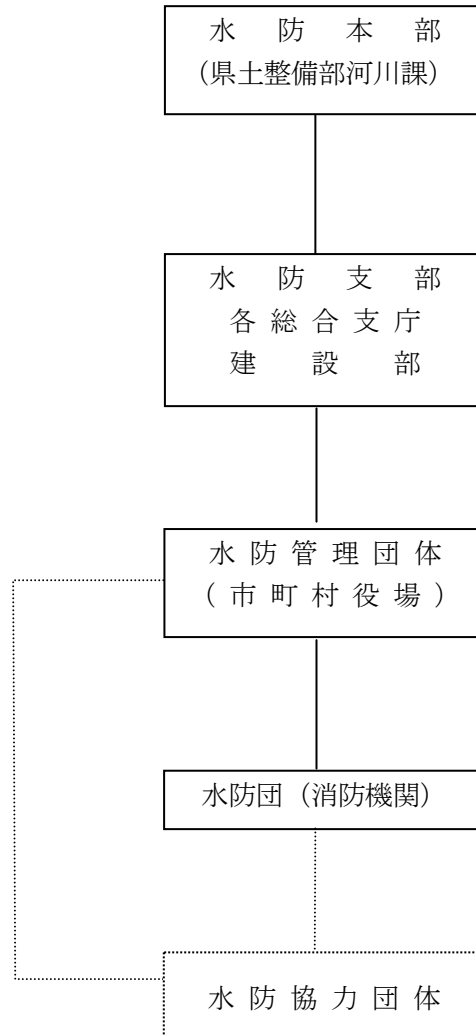 水防本部
（県土整備部河川課）
水防支部
各総合支庁
建設部
水防管理団体
（市町村役場）
水防団（消防機関）
水防協力団体